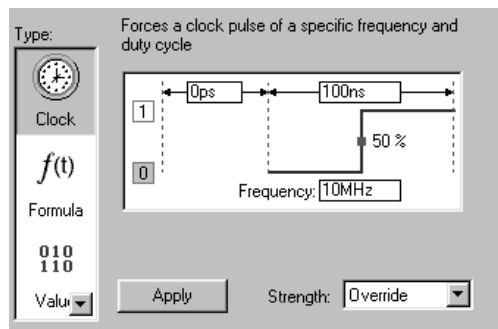 Type:
Forces a clock pulse of a specific frequency and
duty cycle
Clock
f(t)
Formula
010
110
Valu
0ps
100ns
1
50 %
0
Frequency: 10MHz
Apply
Strength: Override